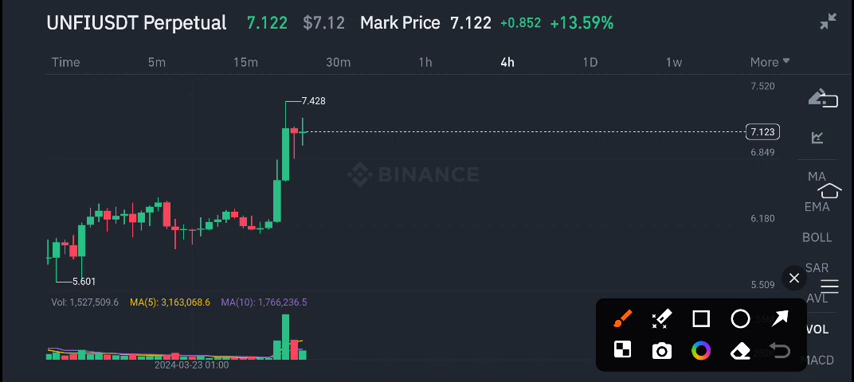 UNFIUSDT Perpetual 7.122 $7.12 Mark Price 7.122 +0.852 +13.59%
Time 5m 15m 30m 1h 4h 1D 1w More
7.520
7.428
7.123
6.849
BINANCE
MA
EMA
6.180
BOLL
SAR
5.601
5.509
AVL
Vol: 1,527,509.6 MA(5): 3,163,068.6 MA(10): 1,766,236.5
VOL
MACD
2024-03-23 01:00